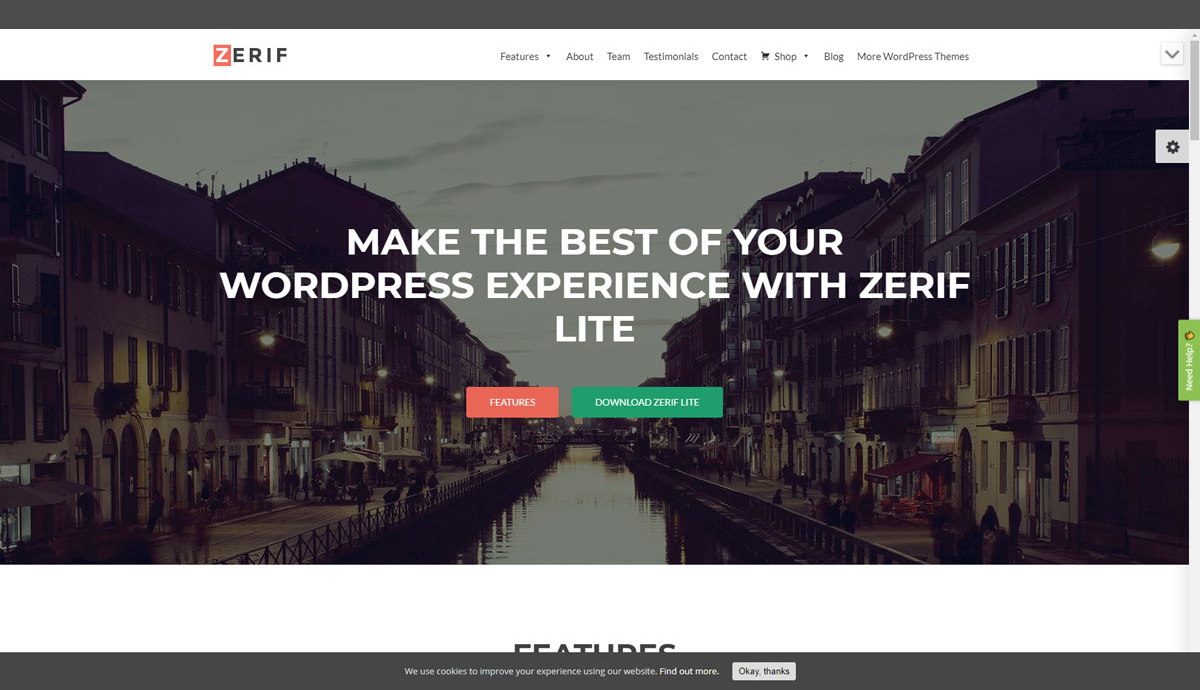 ZERIF
Features About Team Testimonials Contact Shop Blog More WordPress Themes
MAKE THE BEST OF YOUR
WORDPRESS EXPERIENCE WITH ZERIF
LITE
FEATURES DOWNLOAD ZERIF LITE
Need Help?
FEATURES
We use cookies to improve your experience using our website. Find out more. Okay, thanks